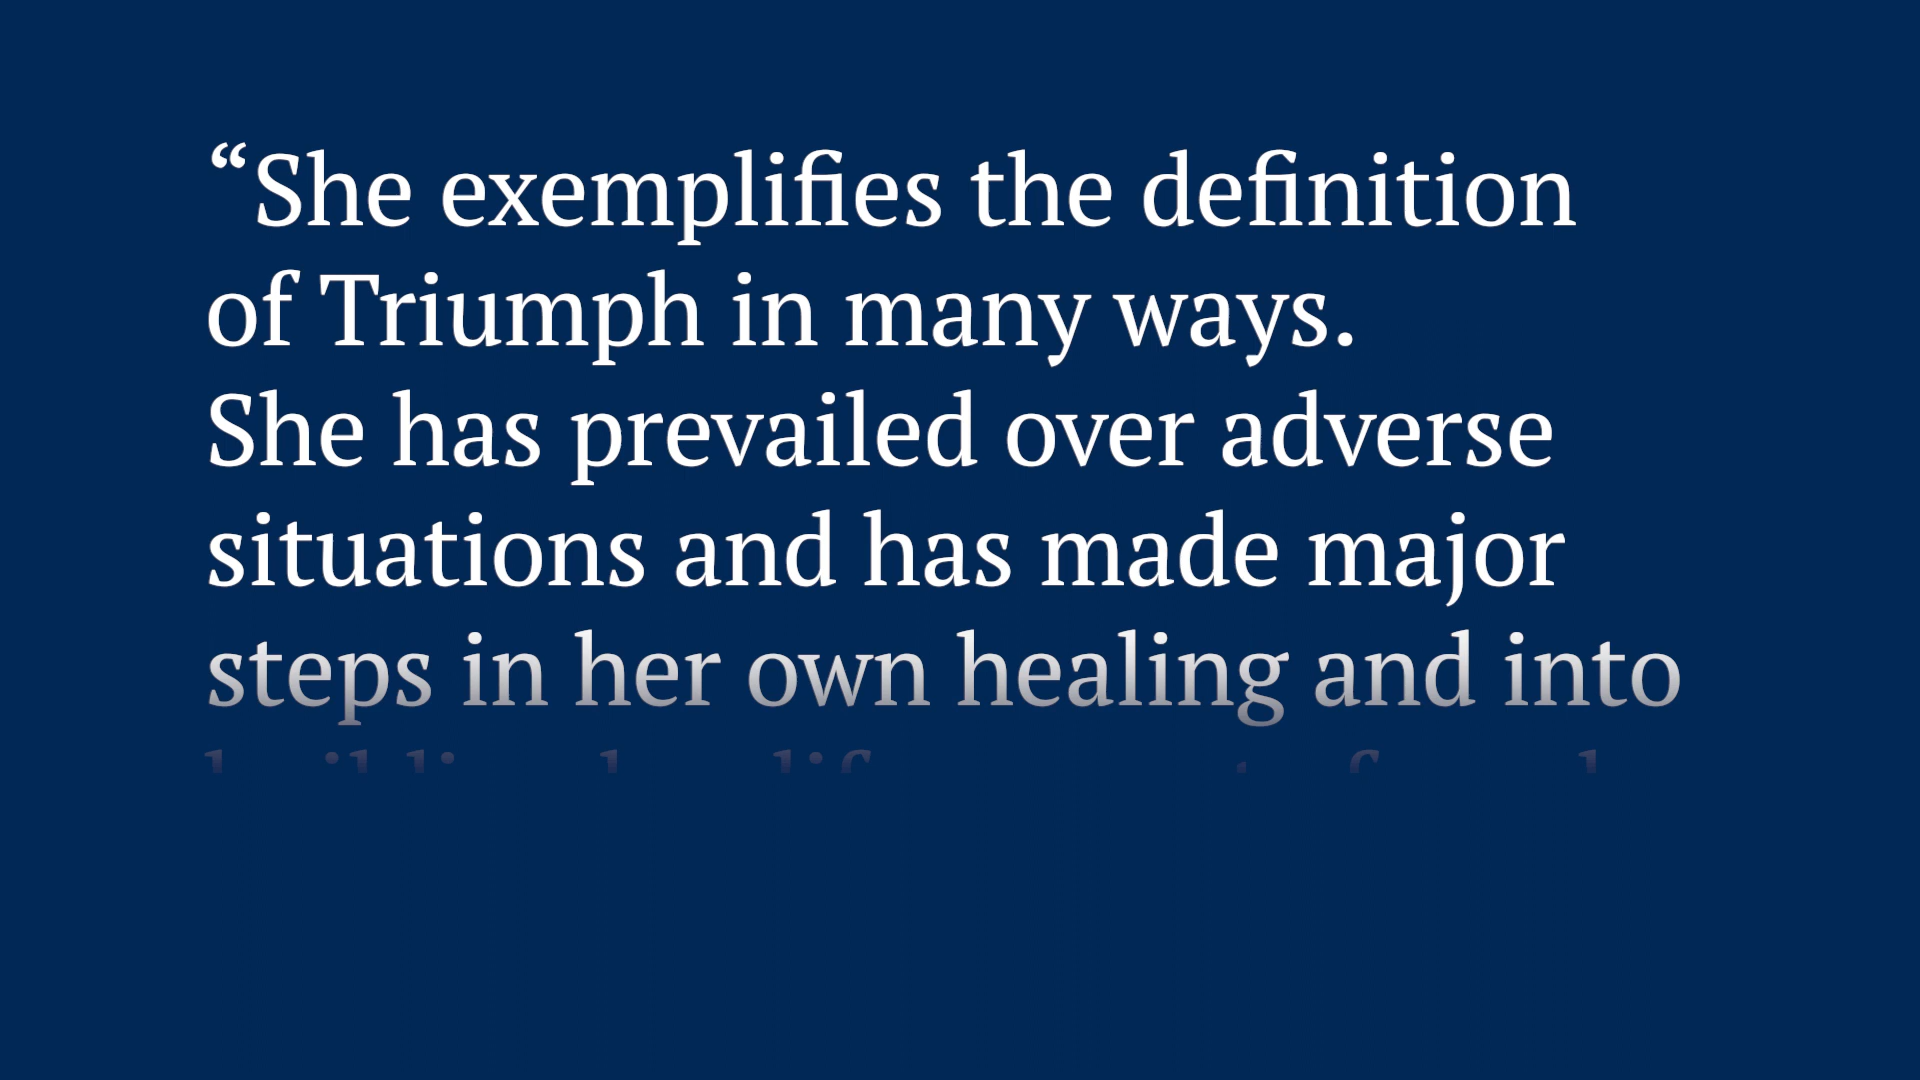 “She exemplifies the definition
of Triumph in many ways.
She has prevailed over adverse
situations and has made major
steps in her own healing and into